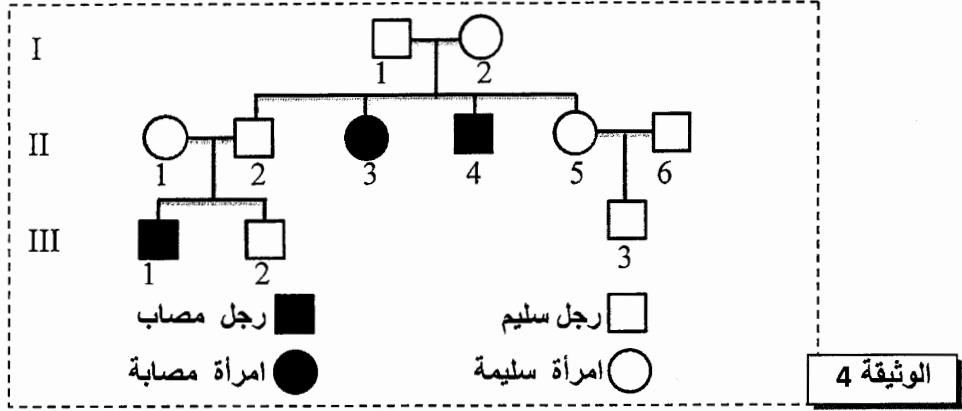 I
1 2
II
1 2 3 4 5 6
III
1 2 3
رجل سليم
رجل مصاب
امرأة سليمة
امرأة مصابة
الوثيقة 4